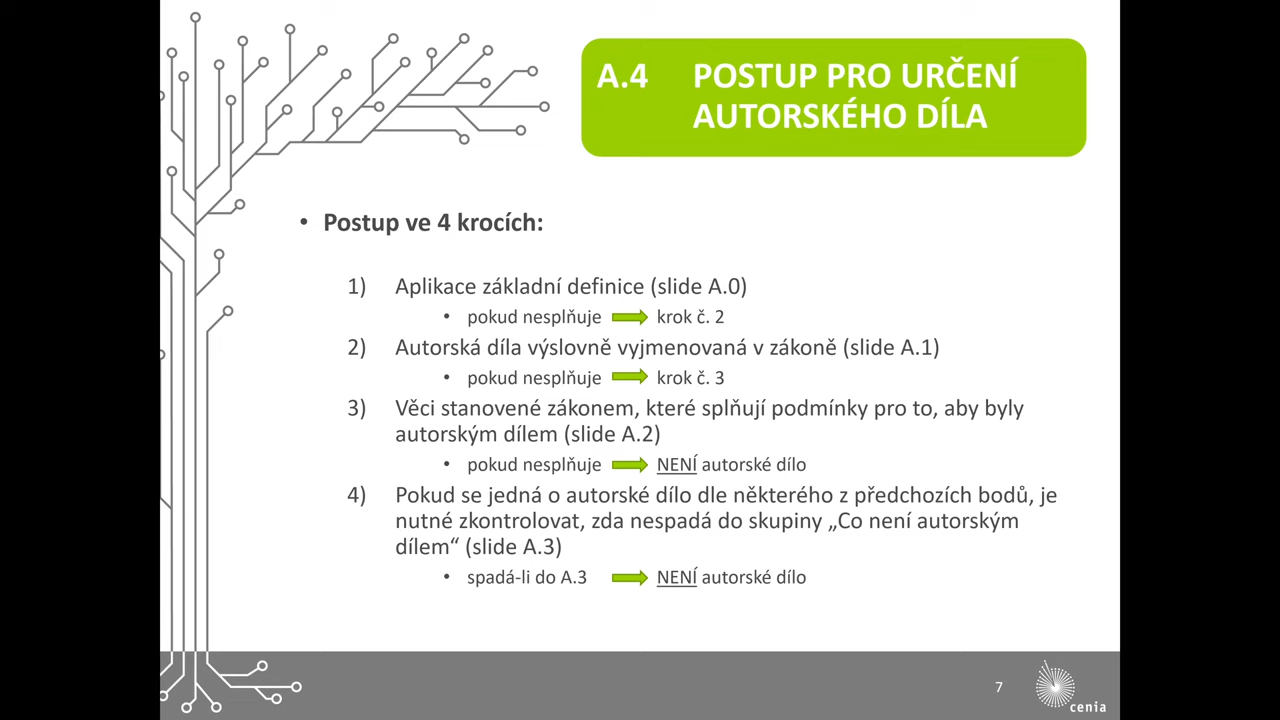 A.4 POSTUP PRO URČENÍ
AUTORSKÉHO DÍLA
• Postup ve 4 krocích:
1) Aplikace základní definice (slide A.0)
• pokud nesplňuje krok č. 2
2) Autorská díla výslovně vyjmenovaná v zákoně (slide A.1)
• pokud nesplňuje krok č. 3
3) Věci stanovené zákonem, které splňují podmínky pro to, aby byly
autorským dílem (slide A.2)
• pokud nesplňuje NENÍ autorské dílo
4) Pokud se jedná o autorské dílo dle některého z předchozích bodů, je
nutné zkontrolovat, zda nespadá do skupiny „Co není autorským
dílem“ (slide A.3)
• spadá-li do A.3 NENÍ autorské dílo
7
cenia